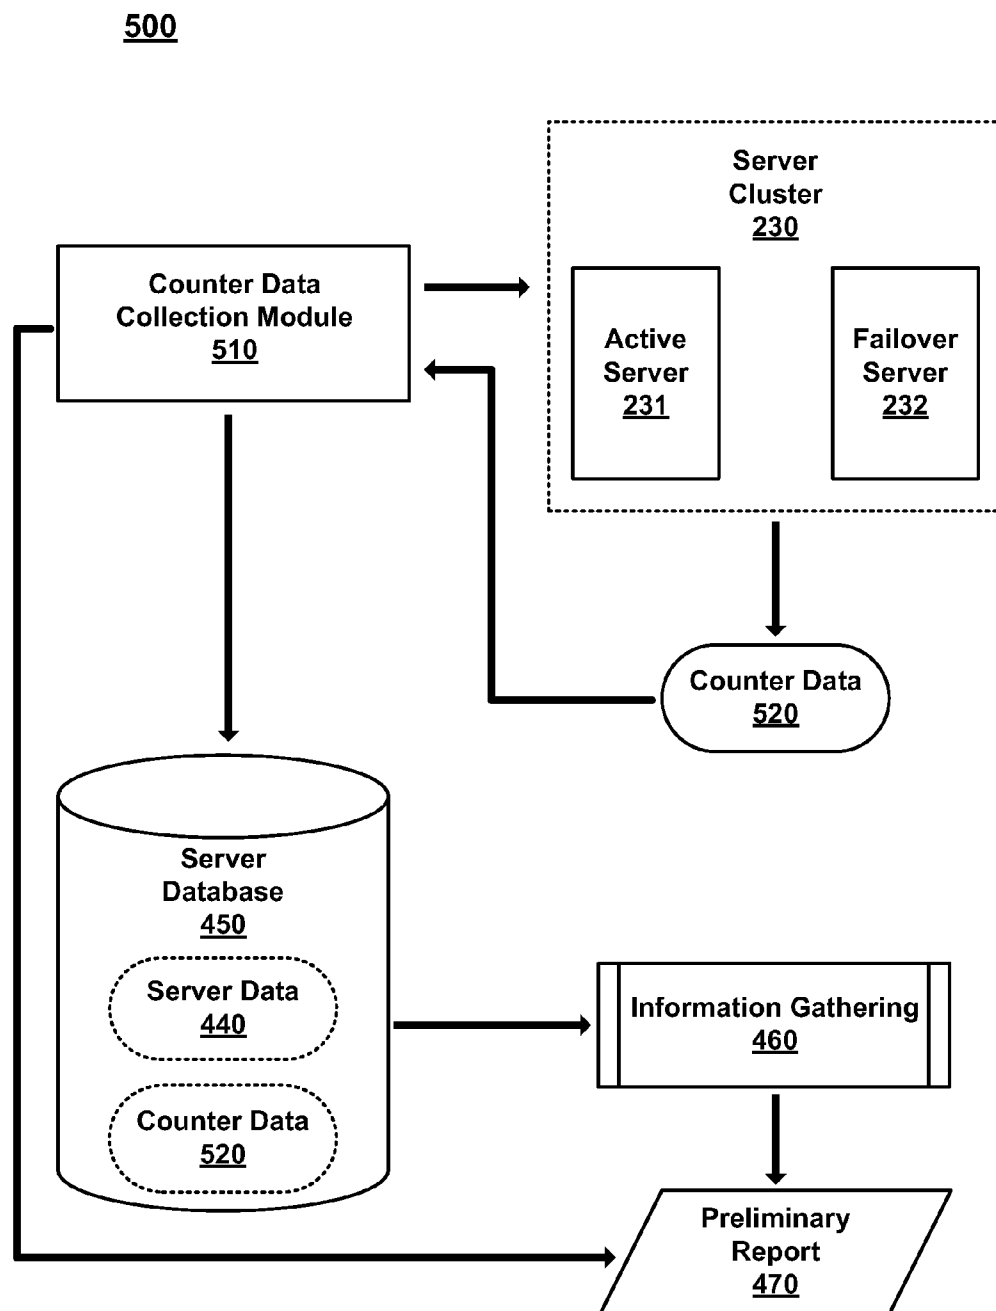 500
Server
Cluster
230
Counter Data
Collection Module
510
Active
Server
231
Failover
Server
232
Counter Data
520
Server
Database
450
Server Data
440
Counter Data
520
Information Gathering
460
Preliminary
Report
470